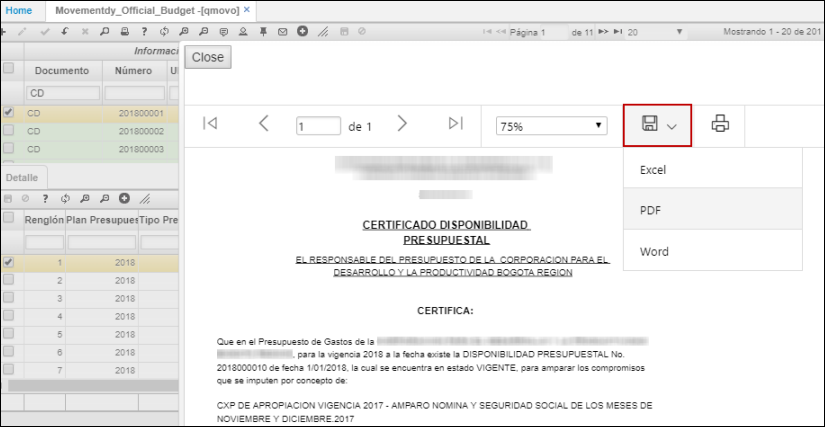 Home Movementdy_Official_Budget -[qmovo] ×
Página 1 de 11 20 Mostrando 1 - 20 de 201
Informaci
Documento Número U
CD
CD 201800001
CD 201800002
CD 201800003
Detalle
Renglón Plan Presupues Tipo Pre
1 2018
2 2018
3 2018
4 2018
5 2018
6 2018
7 2018
Close
1 de 1 75%
Excel
PDF
Word
CERTIFICADO DISPONIBILIDAD
PRESUPUESTAL
EL RESPONSABLE DEL PRESUPUESTO DE LA CORPORACION PARA EL
DESARROLLO Y LA PRODUCTIVIDAD BOGOTA REGION
CERTIFICA:
Que en el Presupuesto de Gastos de la
, para la vigencia 2018 a la fecha existe la DISPONIBILIDAD PRESUPUESTAL No.
2018000010 de fecha 1/01/2018, la cual se encuentra en estado VIGENTE, para amparar los compromisos
que se imputen por concepto de:
CXP DE APROPIACION VIGENCIA 2017 - AMPARO NOMINA Y SEGURIDAD SOCIAL DE LOS MESES DE
NOVIEMBRE Y DICIEMBRE.2017